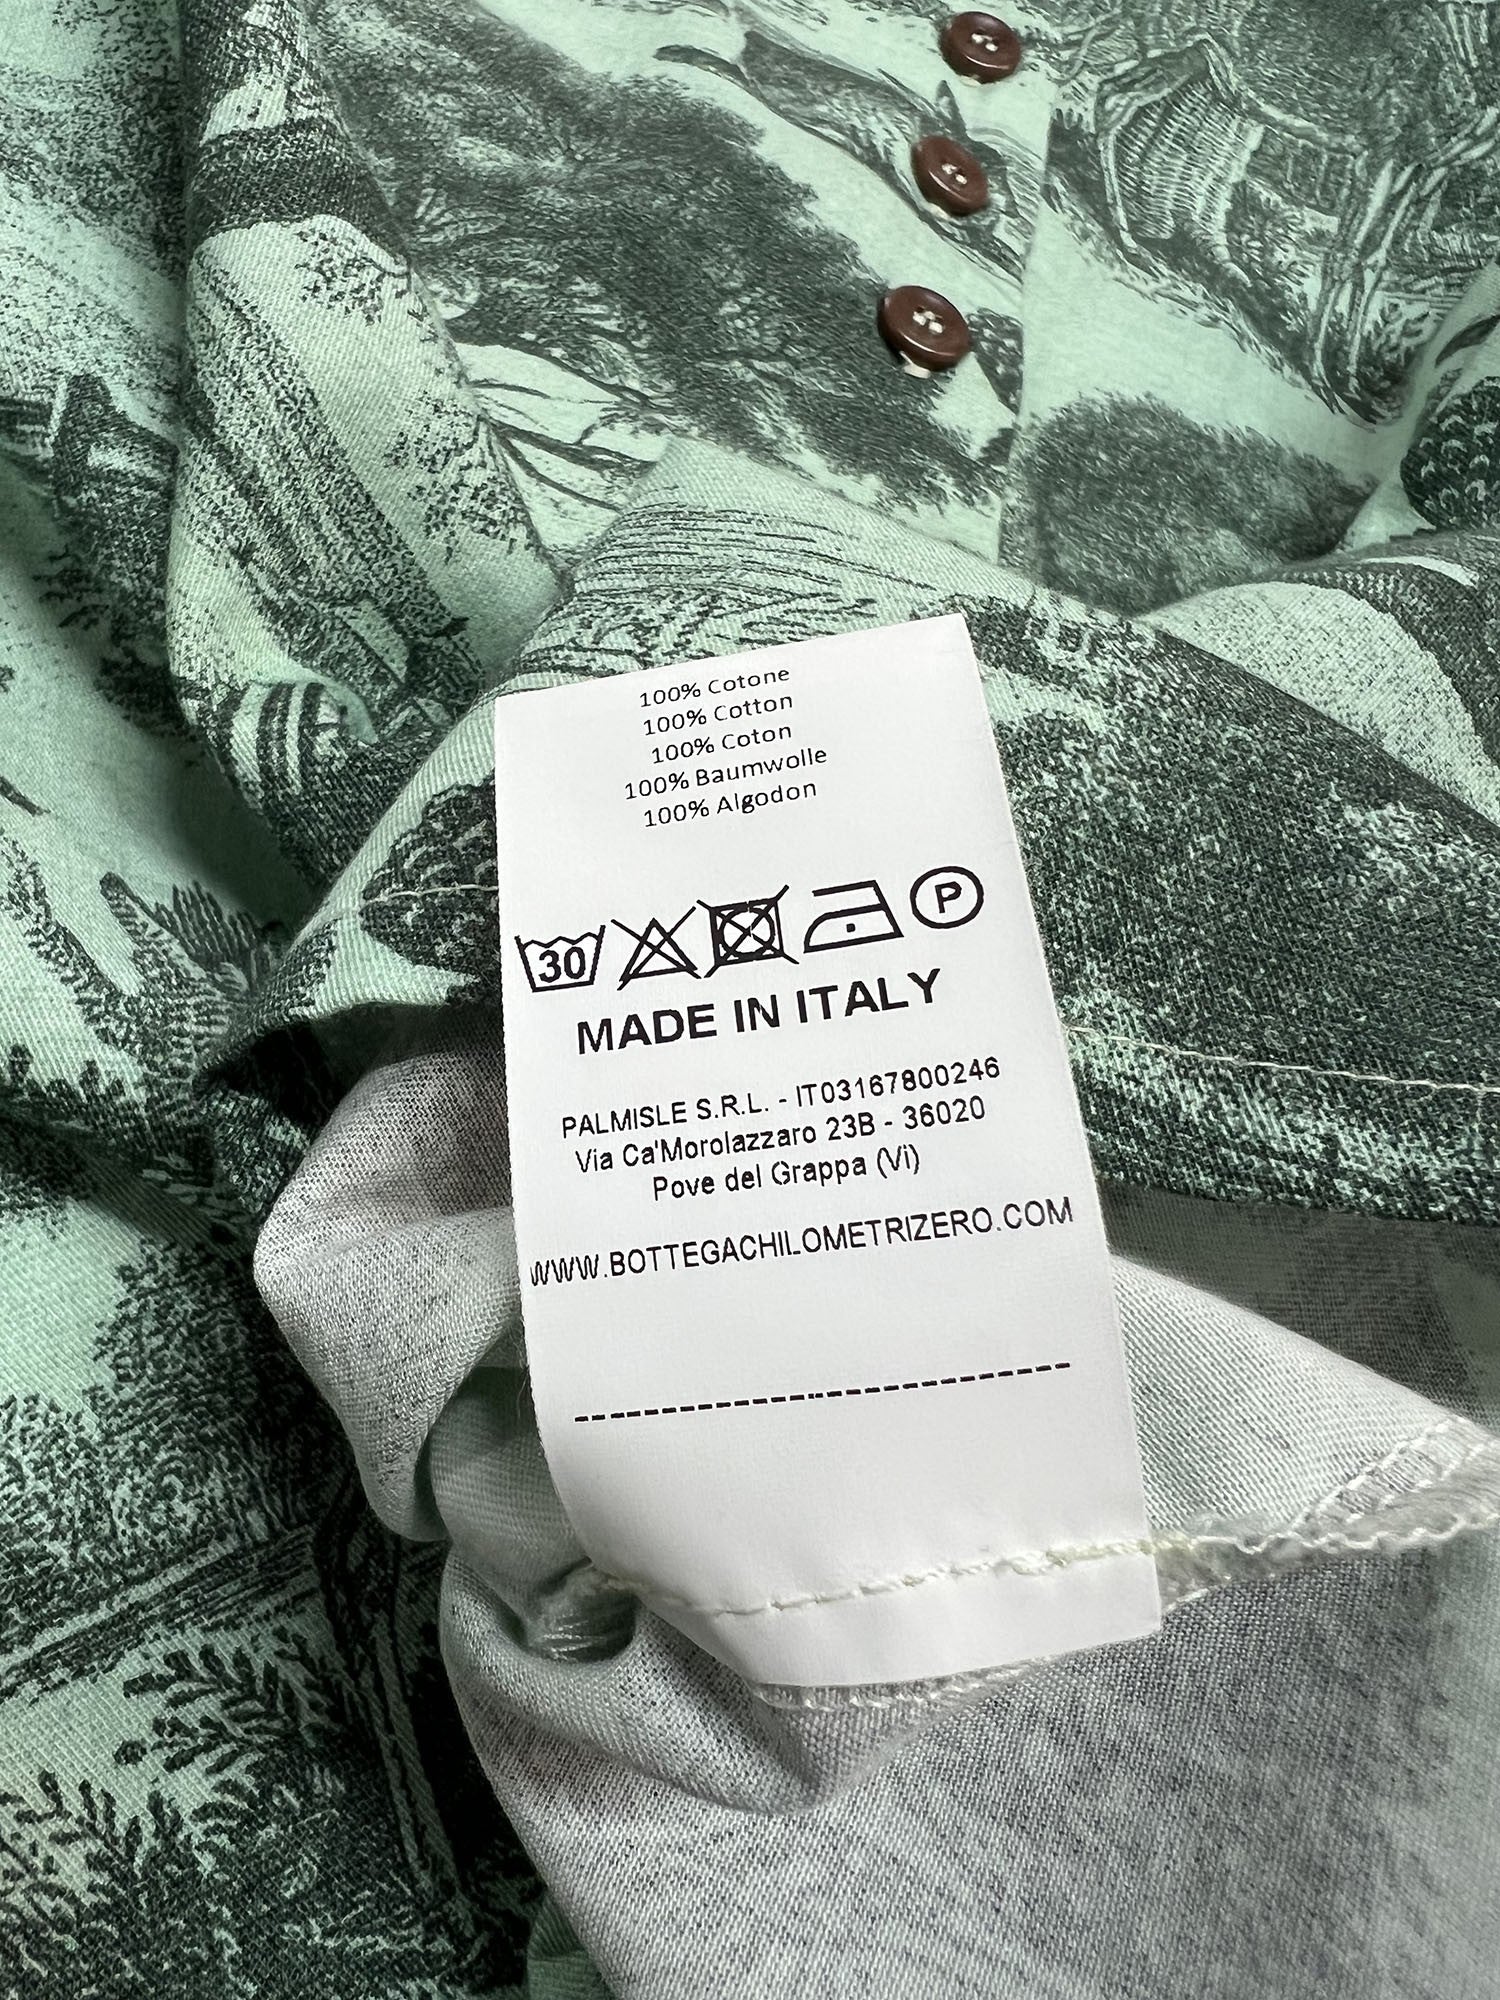 100% Cotone
100% Cotton
100% Coton
100% Baumwolle
100% Algodon
30 P
MADE IN ITALY
PALMISLE S.R.L. - IT03167800246
Via Ca'Morolazzaro 23B - 36020
Pove del Grappa (Vi)
WWW.BOTTEGACHILOMETRIZERO.COM